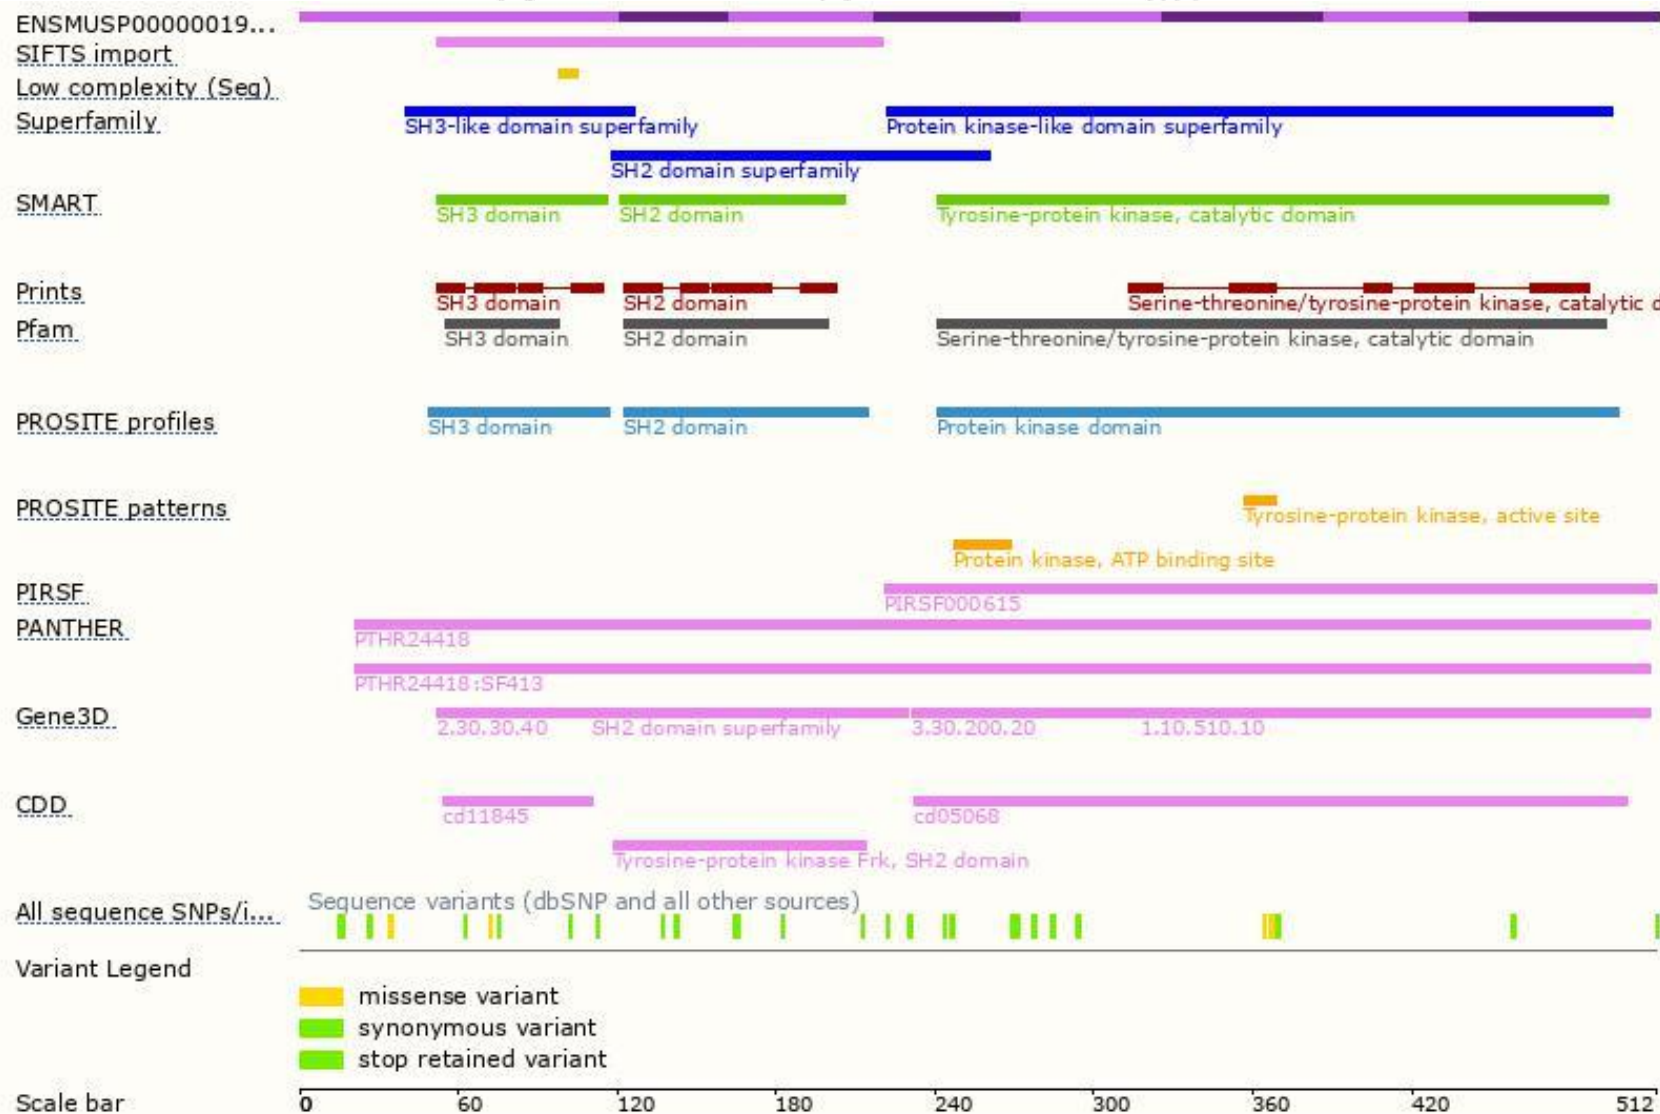 ENSMUSP00000019...
SIFTS import
Low complexity (Seg)
Superfamily
SH3-like domain superfamily
Protein kinase-like domain superfamily
SH2 domain superfamily
SMART
SH3 domain
SH2 domain
Tyrosine-protein kinase, catalytic domain
Prints
SH3 domain
SH2 domain
Serine-threonine/tyrosine-protein kinase, catalytic d
Pfam
SH3 domain
SH2 domain
Serine-threonine/tyrosine-protein kinase, catalytic domain
PROSITE profiles
SH3 domain
SH2 domain
Protein kinase domain
PROSITE patterns
Tyrosine-protein kinase, active site
Protein kinase, ATP binding site
PIRSF
PIRSF000615
PANTHER
PTHR24418
PTHR24418:SF413
Gene3D
2.30.30.40
SH2 domain superfamily
3.30.200.20
1.10.510.10
CDD
cd11845
cd05068
Tyrosine-protein kinase Frk, SH2 domain
All sequence SNPs/i...
Sequence variants (dbSNP and all other sources)
Variant Legend
missense variant
synonymous variant
stop retained variant
Scale bar
0 60 120 180 240 300 360 420 512